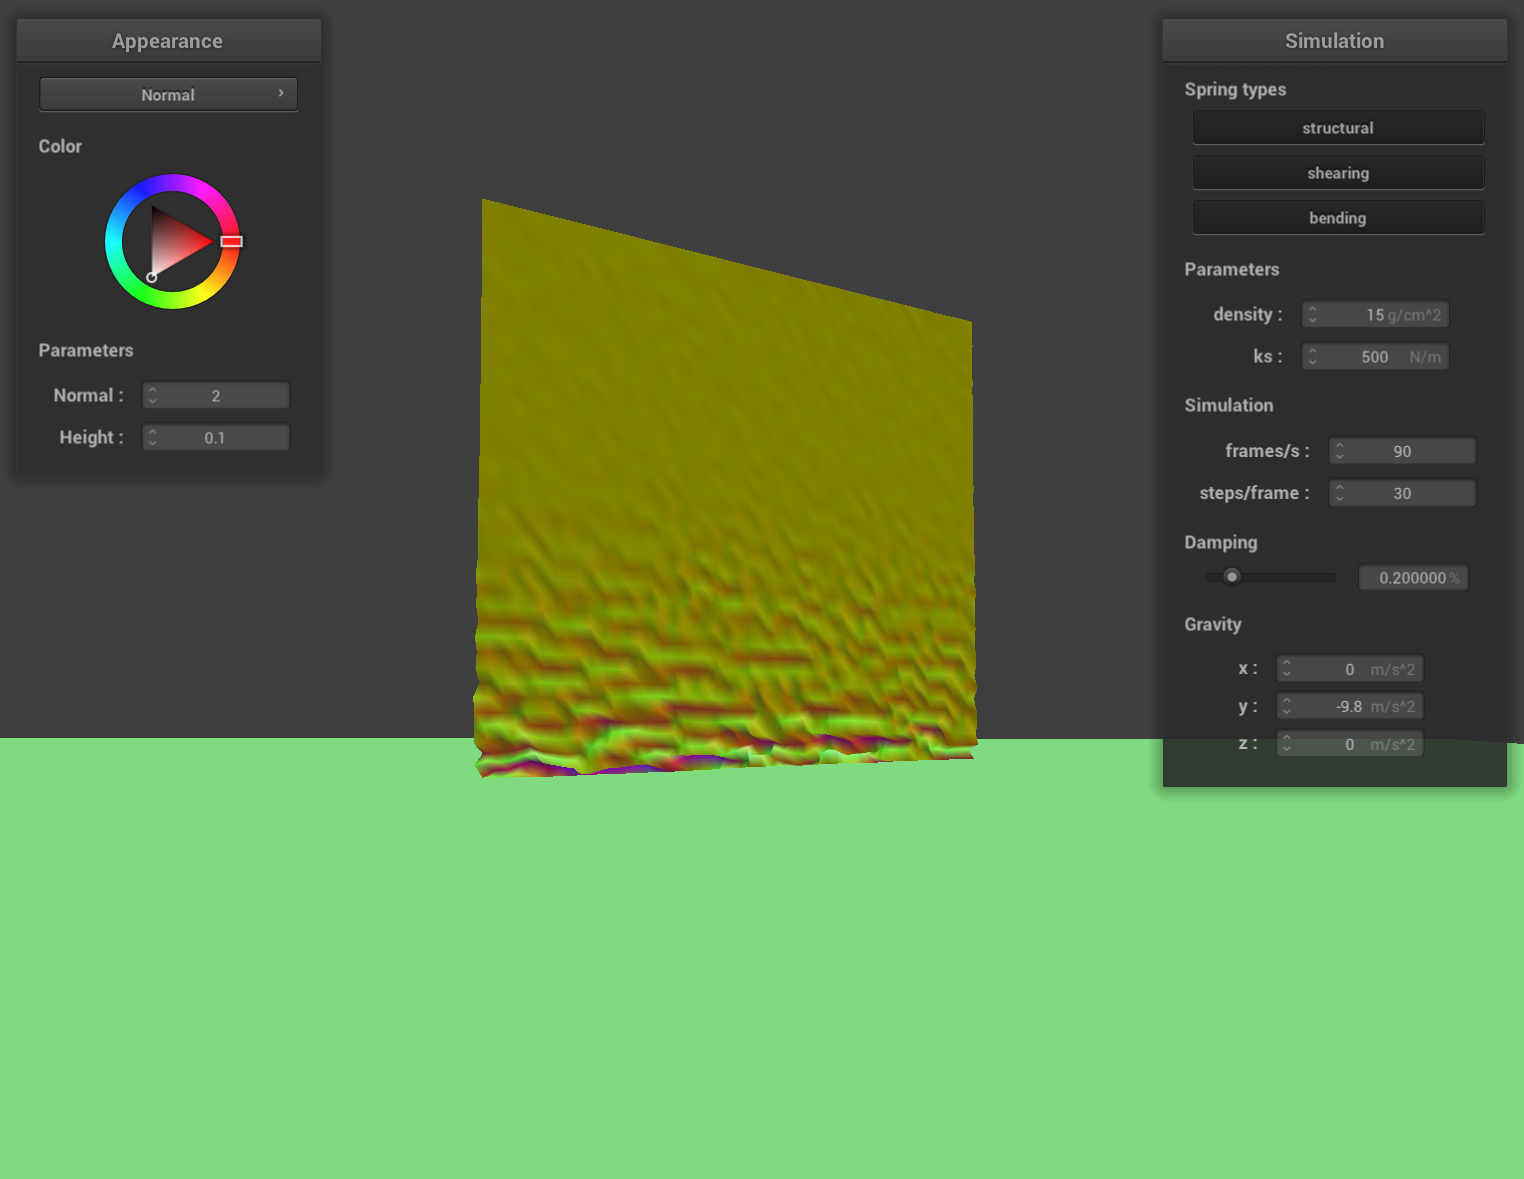 Appearance
Normal
Color
Parameters
Normal : 2
Height : 0.1
Simulation
Spring types
structural
shearing
bending
Parameters
density : 15 g/cm^2
ks : 500 N/m
Simulation
frames/s : 90
steps/frame : 30
Damping
0.200000 %
Gravity
x : 0 m/s^2
y : -9.8 m/s^2
z : 0 m/s^2